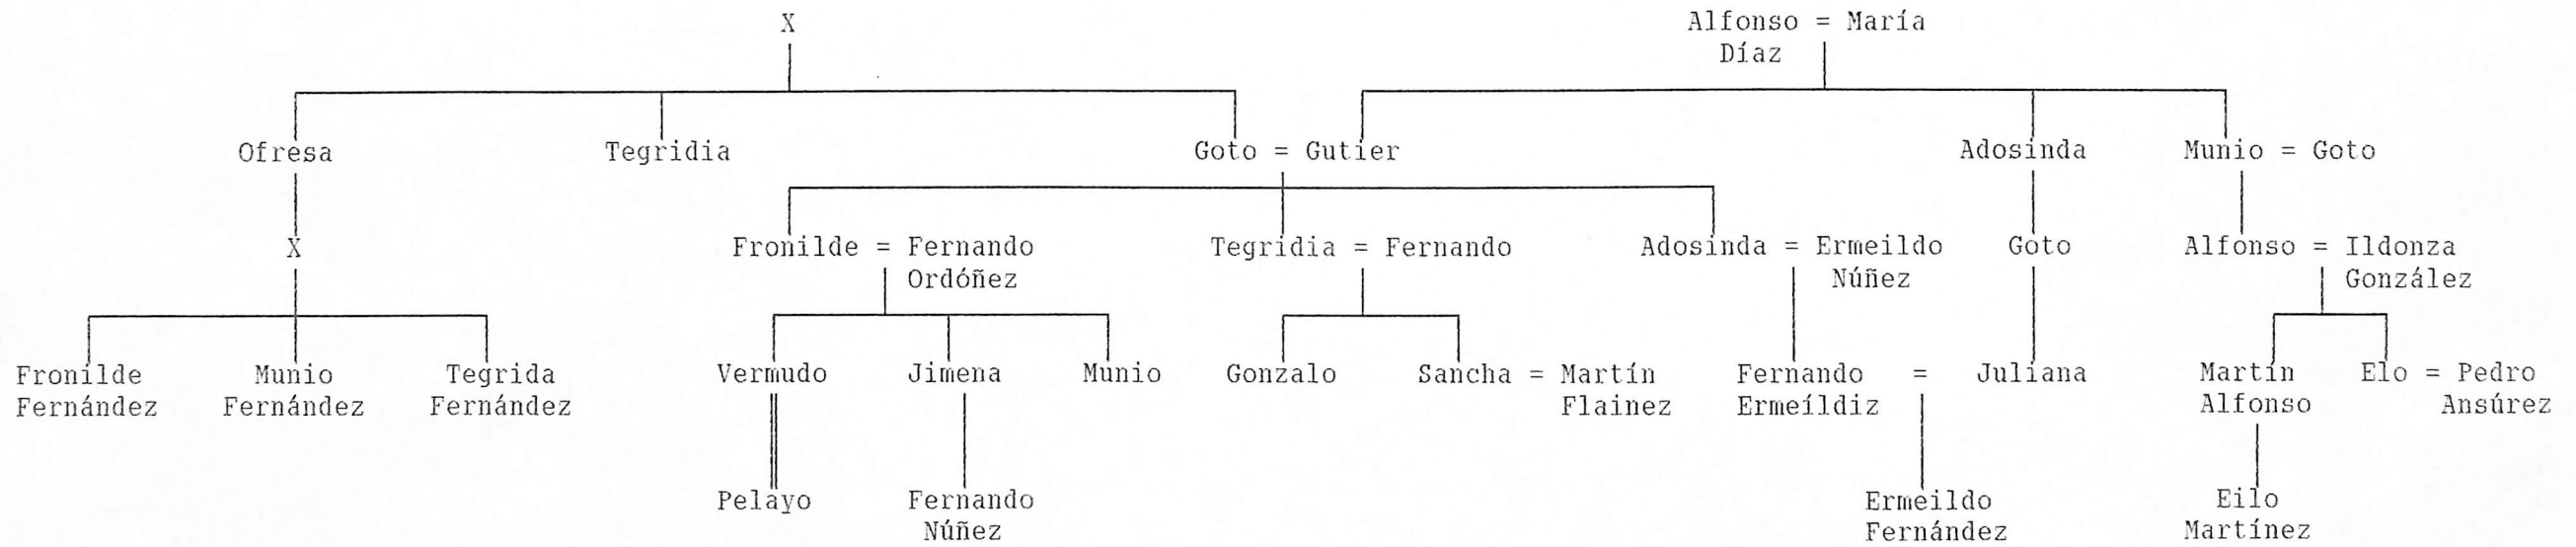 X Alfonso = María
Díaz
Ofresa Tegridia Goto = Gutier Adosinda Munio = Goto
X Fronilde = Fernando Tegridia = Fernando Adosinda = Ermeildo Goto Alfonso = Ildonza
Ordóñez Núñez González
Fronilde Munio Tegrida Vermudo Jimena Munio Gonzalo Sancha = Martín Fernando = Juliana Martín Elo = Pedro
Fernández Fernández Fernández Flainez Ermeíldiz Alfonso Ansúrez
Pelayo Fernando Ermeildo Eilo
Núñez Fernández Martínez